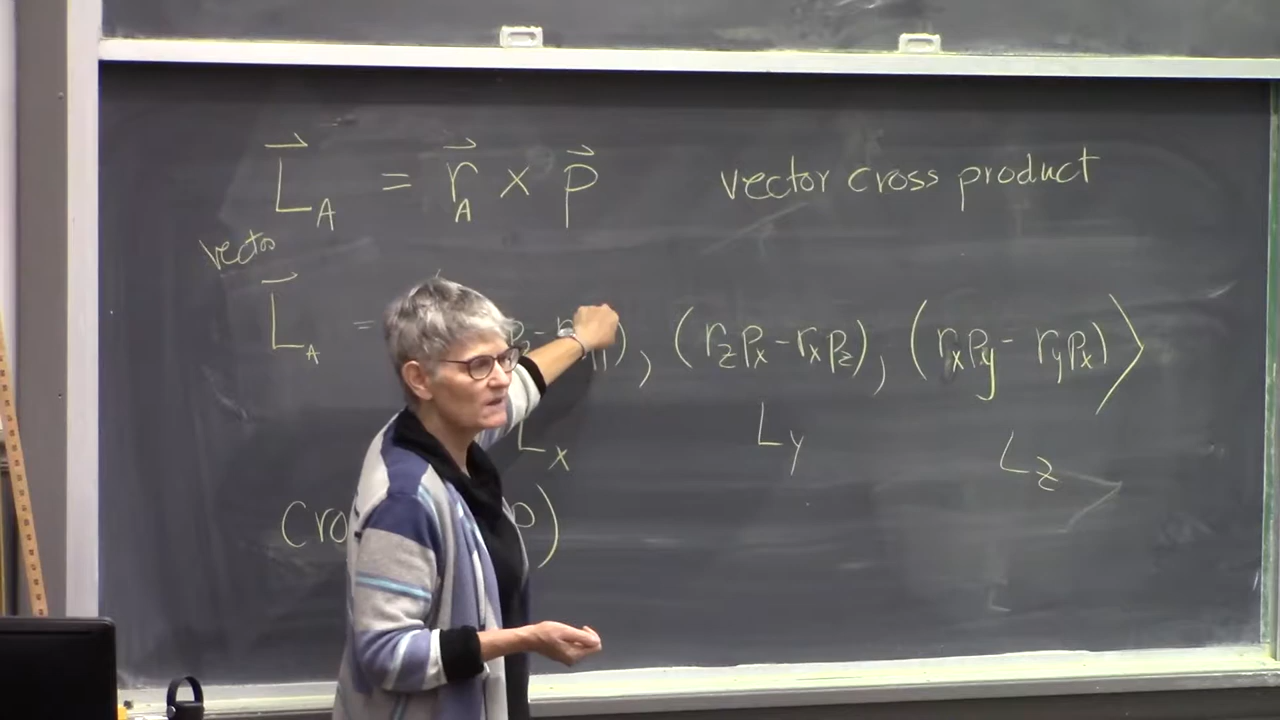 L_A = r_A × p vector cross product
vector
L_A = ), (r_z p_x - r_x p_z), (r_x p_y - r_y p_x)⟩
L_x L_y L_z
p)